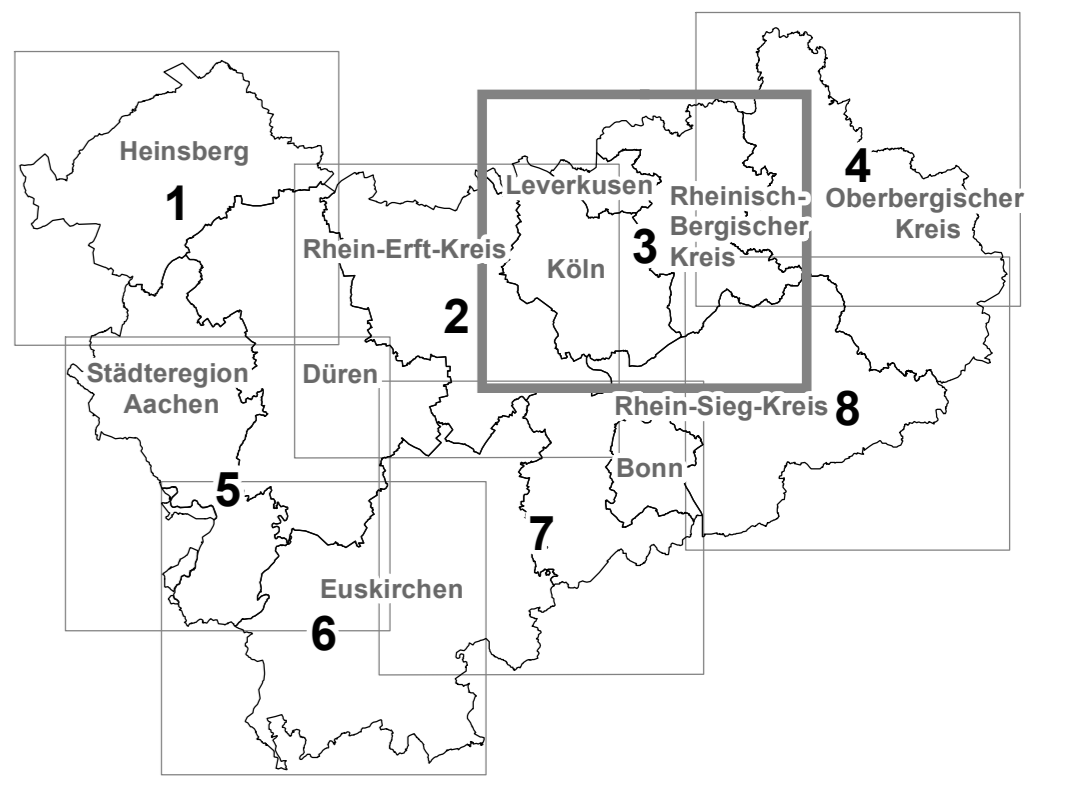 Heinsberg
1
4
Leverkusen
Rheinisch-
Bergischer
Kreis
Oberbergischer
Kreis
3
Rhein-Erft-Kreis
Köln
2
Städteregion
Aachen
Düren
Rhein-Sieg-Kreis
8
Bonn
5
7
Euskirchen
6